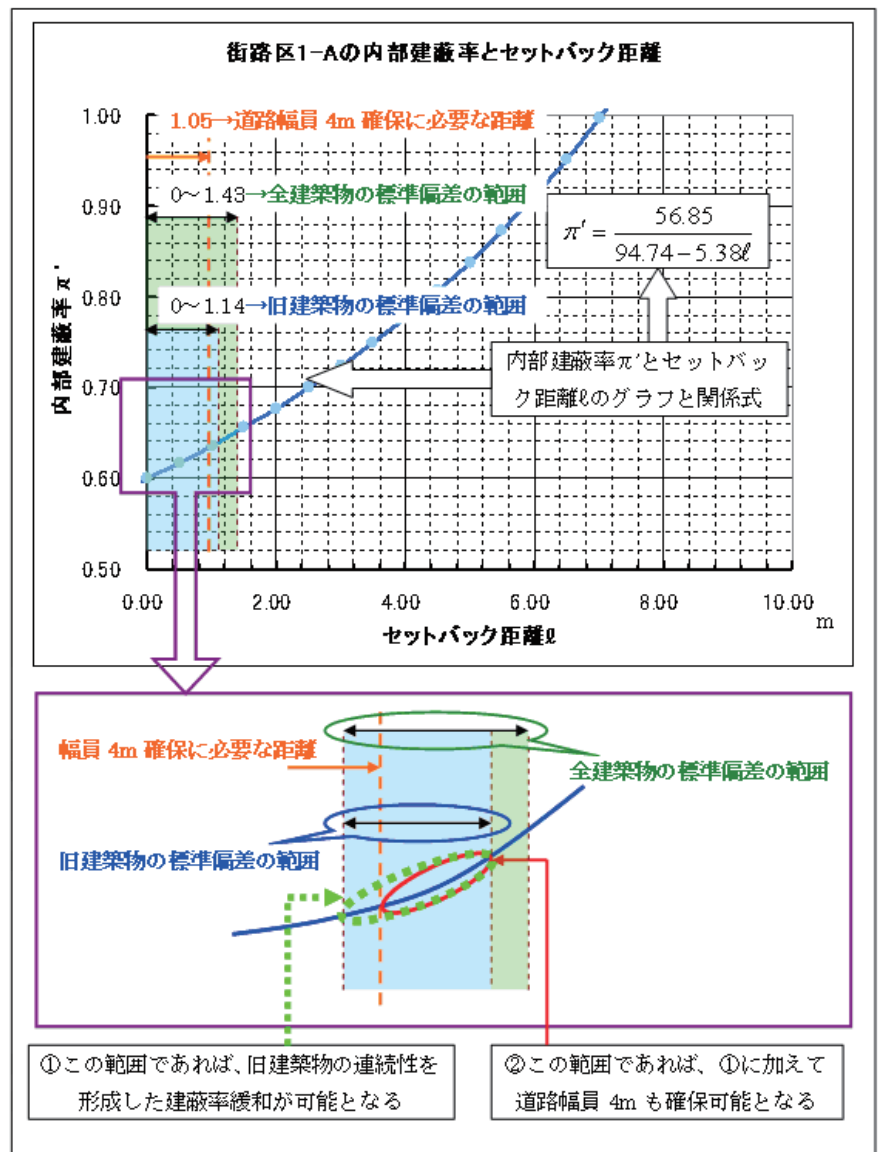 街路区1-Aの内部建蔽率とセットバック距離
1.00
1.05→道路幅員 4m 確保に必要な距離
0～1.43→全建築物の標準偏差の範囲
0.90
π′ = 56.85 / 94.74－5.38ℓ
0.80
0～1.14→旧建築物の標準偏差の範囲
内部建蔽率π'
内部建蔽率π′とセットバッ
ク距離ℓのグラフと関係式
0.70
0.60
0.50
0.00 2.00 4.00 6.00 8.00 10.00
m
セットバック距離ℓ
幅員 4m 確保に必要な距離
全建築物の標準偏差の範囲
旧建築物の標準偏差の範囲
①この範囲であれば、旧建築物の連続性を
形成した建蔽率緩和が可能となる
②この範囲であれば、①に加えて
道路幅員 4m も確保可能となる